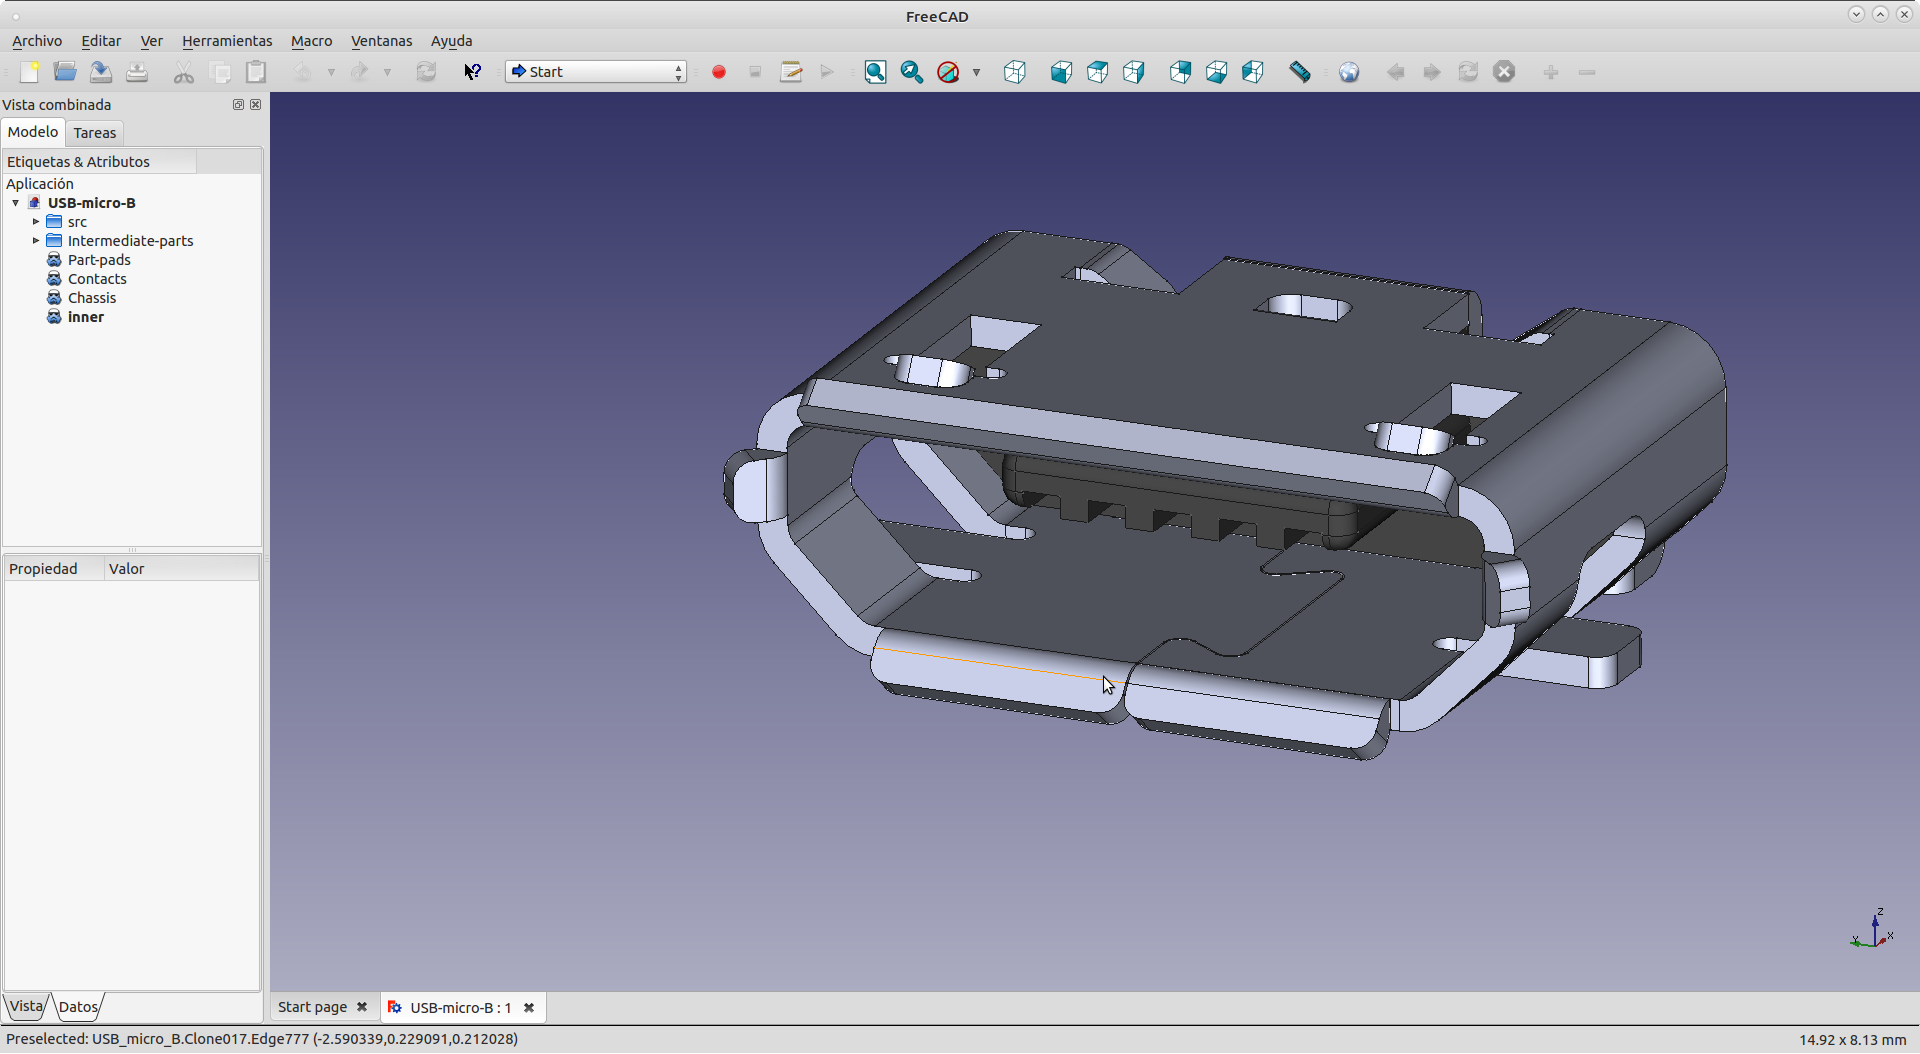 FreeCAD
Archivo Editar Ver Herramientas Macro Ventanas Ayuda
Start
Vista combinada
Modelo Tareas
Etiquetas & Atributos
Aplicación
USB-micro-B
src
Intermediate-parts
Part-pads
Contacts
Chassis
inner
Propiedad Valor
Z
Y X
Vista Datos
Start page USB-micro-B : 1
Preselected: USB_micro_B.Clone017.Edge777 (-2.590339,0.229091,0.212028)
14.92 x 8.13 mm